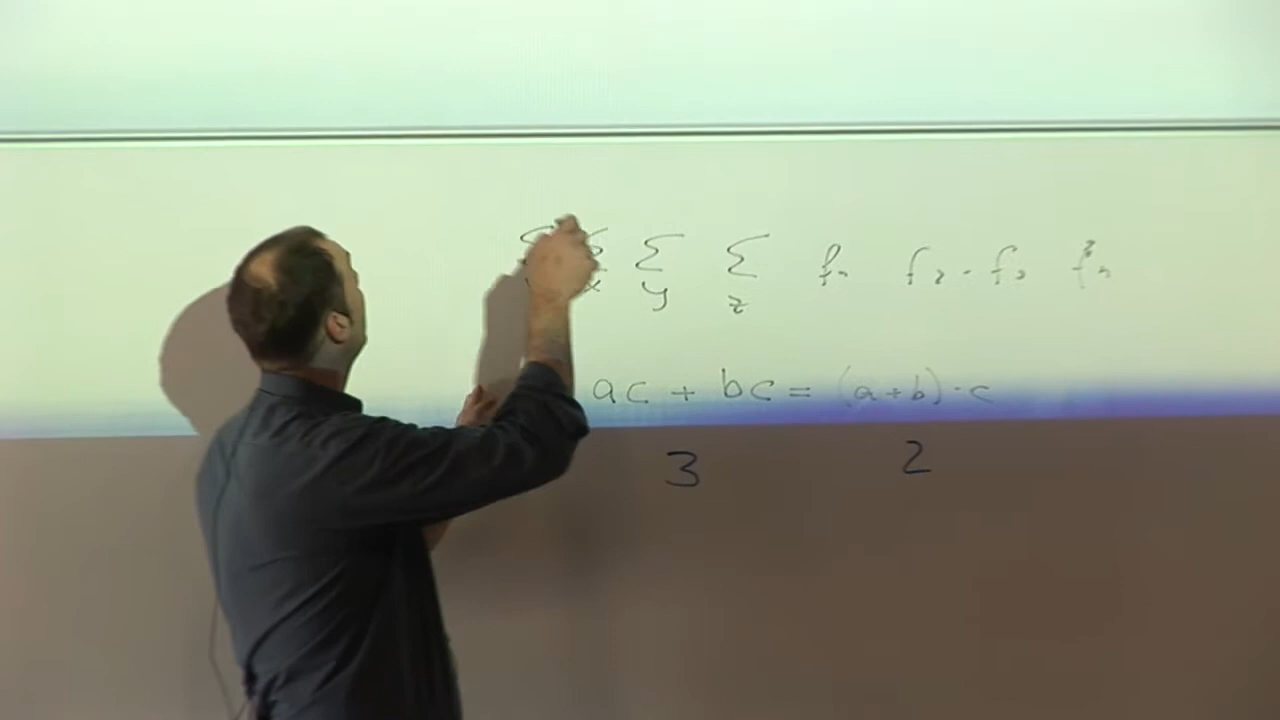 Σ Σ Σ Σ f₁ f₂ · f₃ f₄
x y z
ac + bc = (a+b)·c
3 2